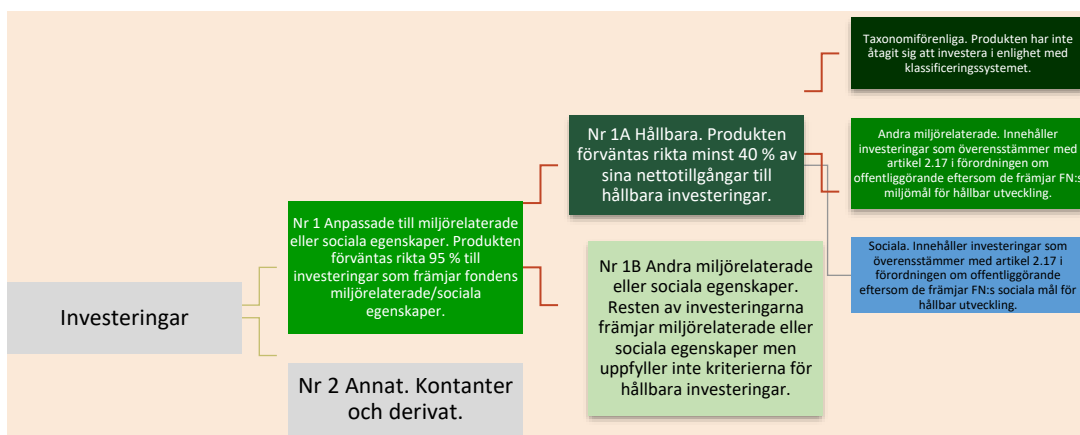 Investeringar
Nr 1 Anpassade till miljörelaterade
eller sociala egenskaper. Produkten
förväntas rikta 95 % till
investeringar som främjar fondens
miljörelaterade/sociala
egenskaper.
Nr 2 Annat. Kontanter
och derivat.
Nr 1A Hållbara. Produkten
förväntas rikta minst 40 % av
sina nettotillgångar till
hållbara investeringar.
Nr 1B Andra miljörelaterade
eller sociala egenskaper.
Resten av investeringarna
främjar miljörelaterade eller
sociala egenskaper men
uppfyller inte kriterierna för
hållbara investeringar.
Taxonomiförenliga. Produkten har inte
åtagit sig att investera i enlighet med
klassificeringssystemet.
Andra miljörelaterade. Innehåller
investeringar som överensstämmer med
artikel 2.17 i förordningen om
offentliggörande eftersom de främjar FN:s
miljömål för hållbar utveckling.
Sociala. Innehåller investeringar som
överensstämmer med artikel 2.17 i
förordningen om offentliggörande
eftersom de främjar FN:s sociala mål för
hållbar utveckling.